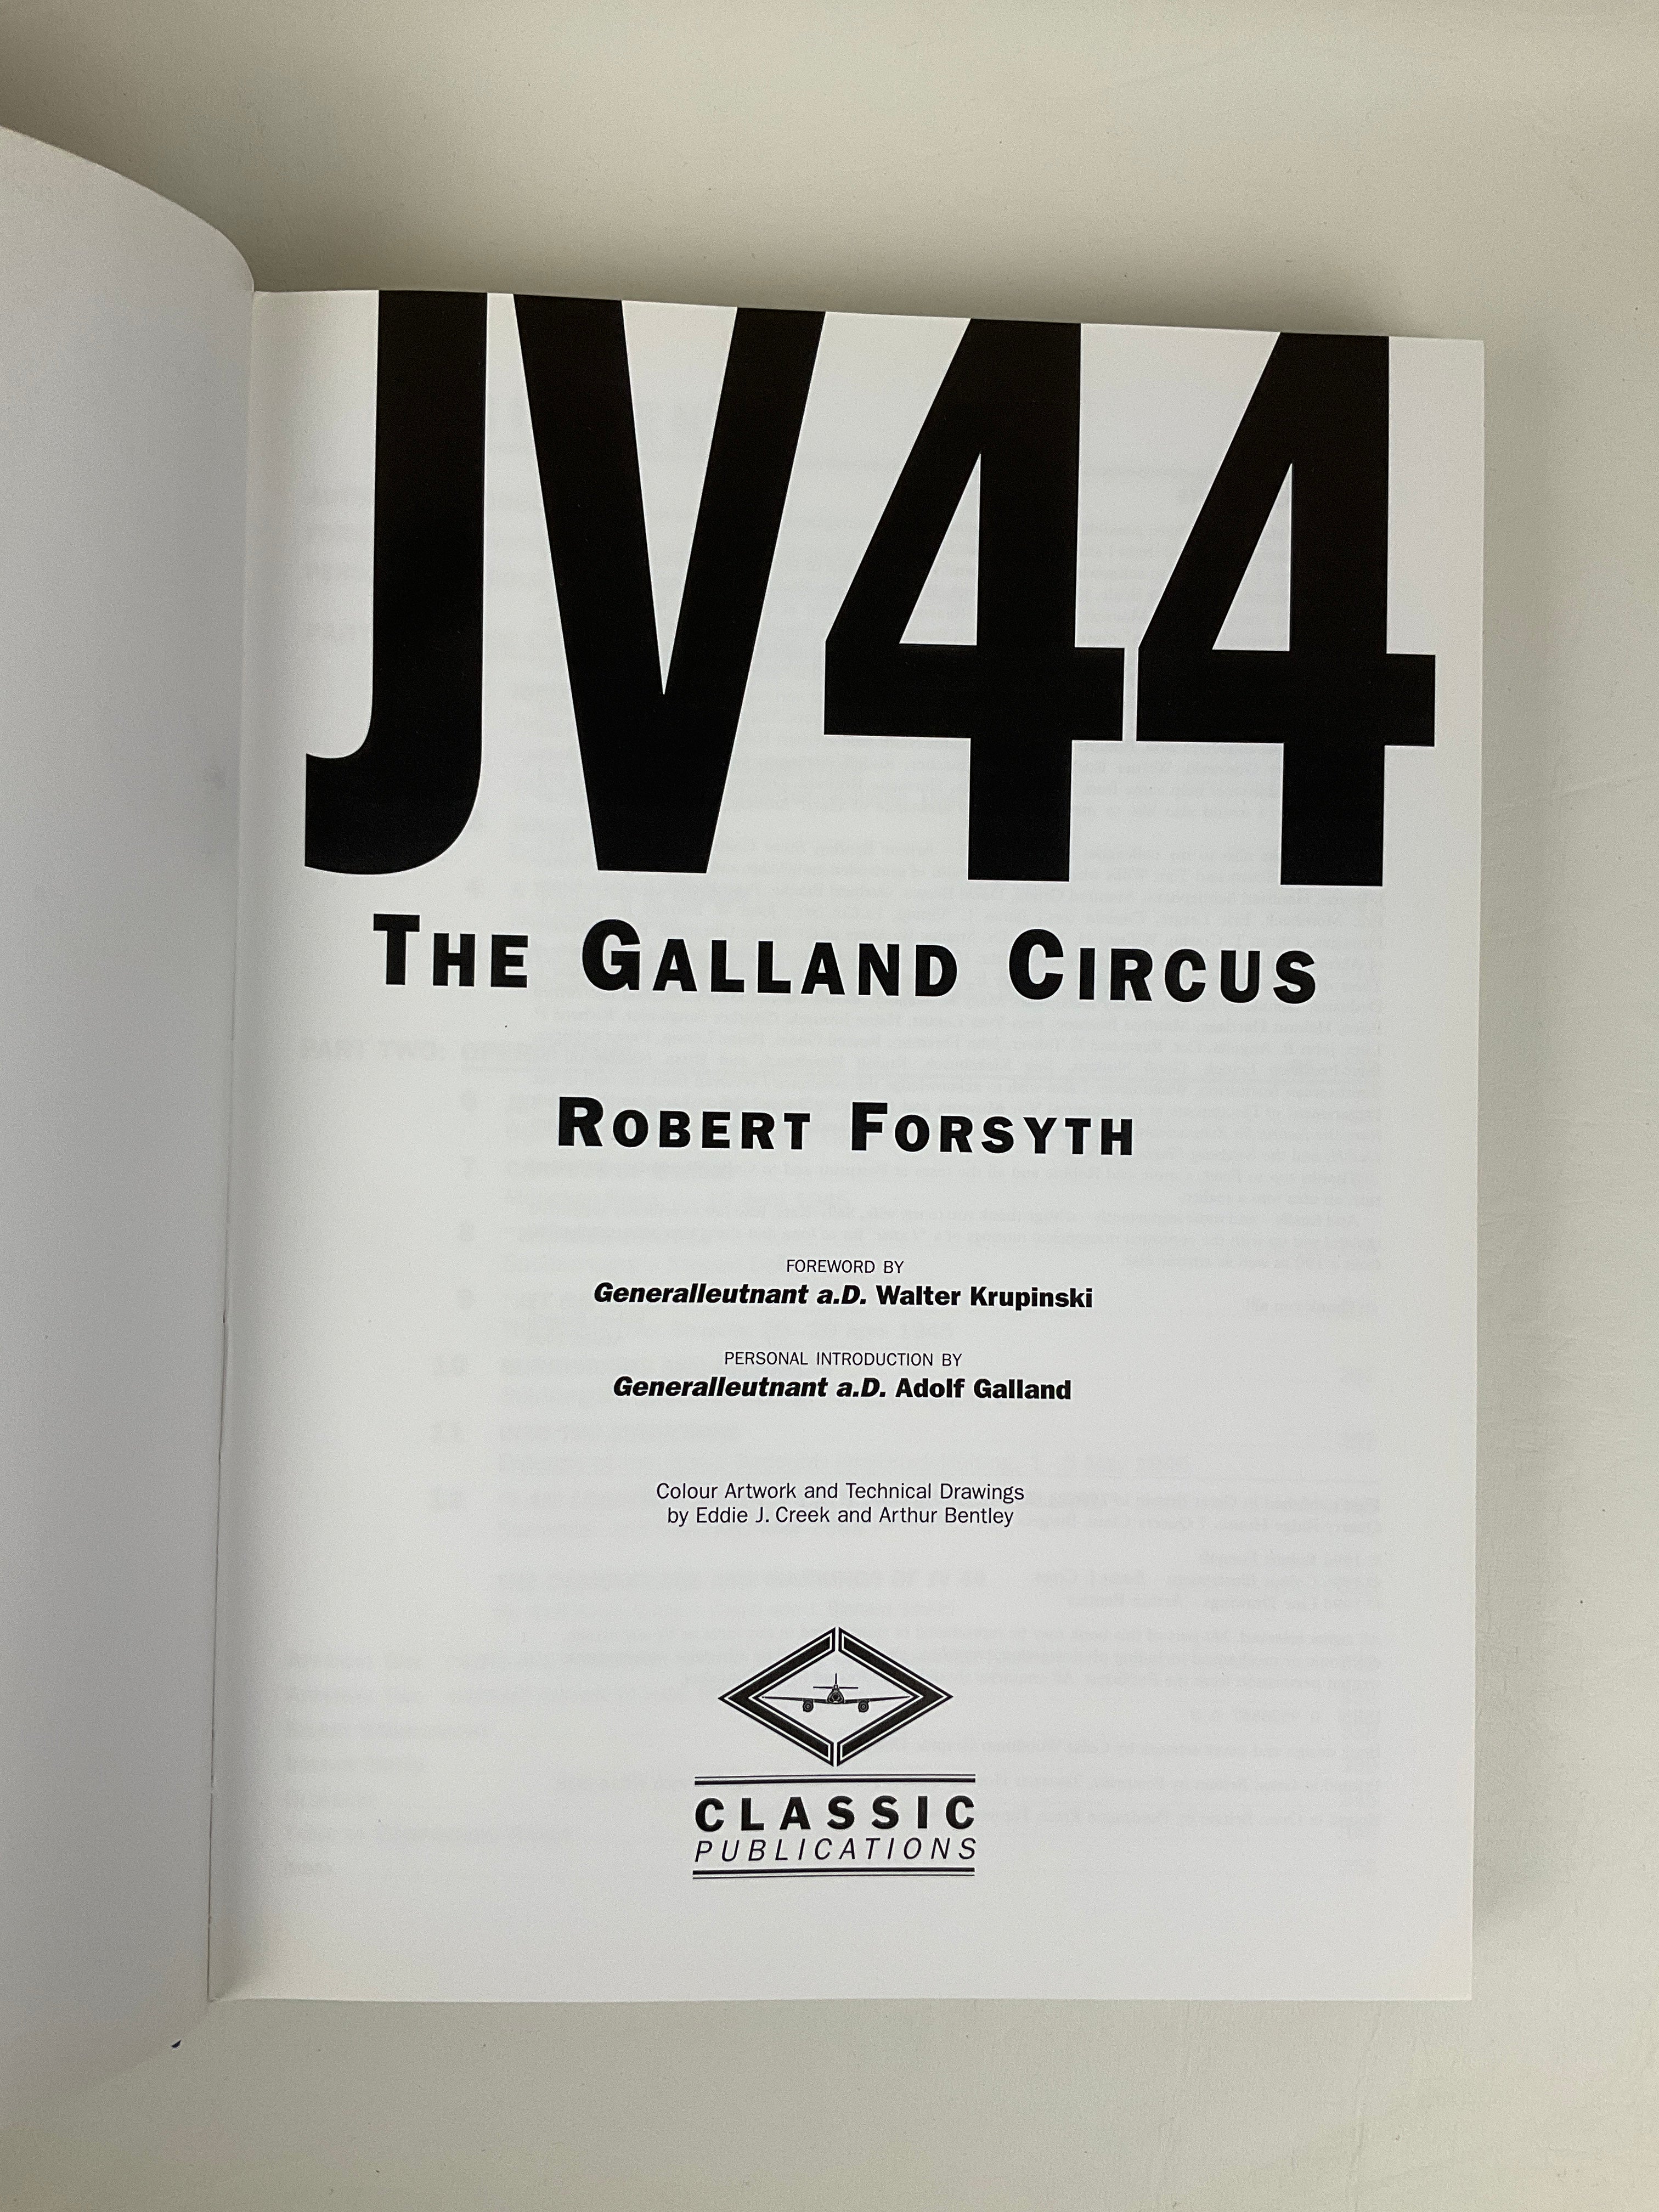 JV44
THE GALLAND CIRCUS
ROBERT FORSYTH
FOREWORD BY
Generalleutnant a.D. Walter Krupinski
PERSONAL INTRODUCTION BY
Generalleutnant a.D. Adolf Galland
Colour Artwork and Technical Drawings
by Eddie J. Creek and Arthur Bentley
CLASSIC
PUBLICATIONS